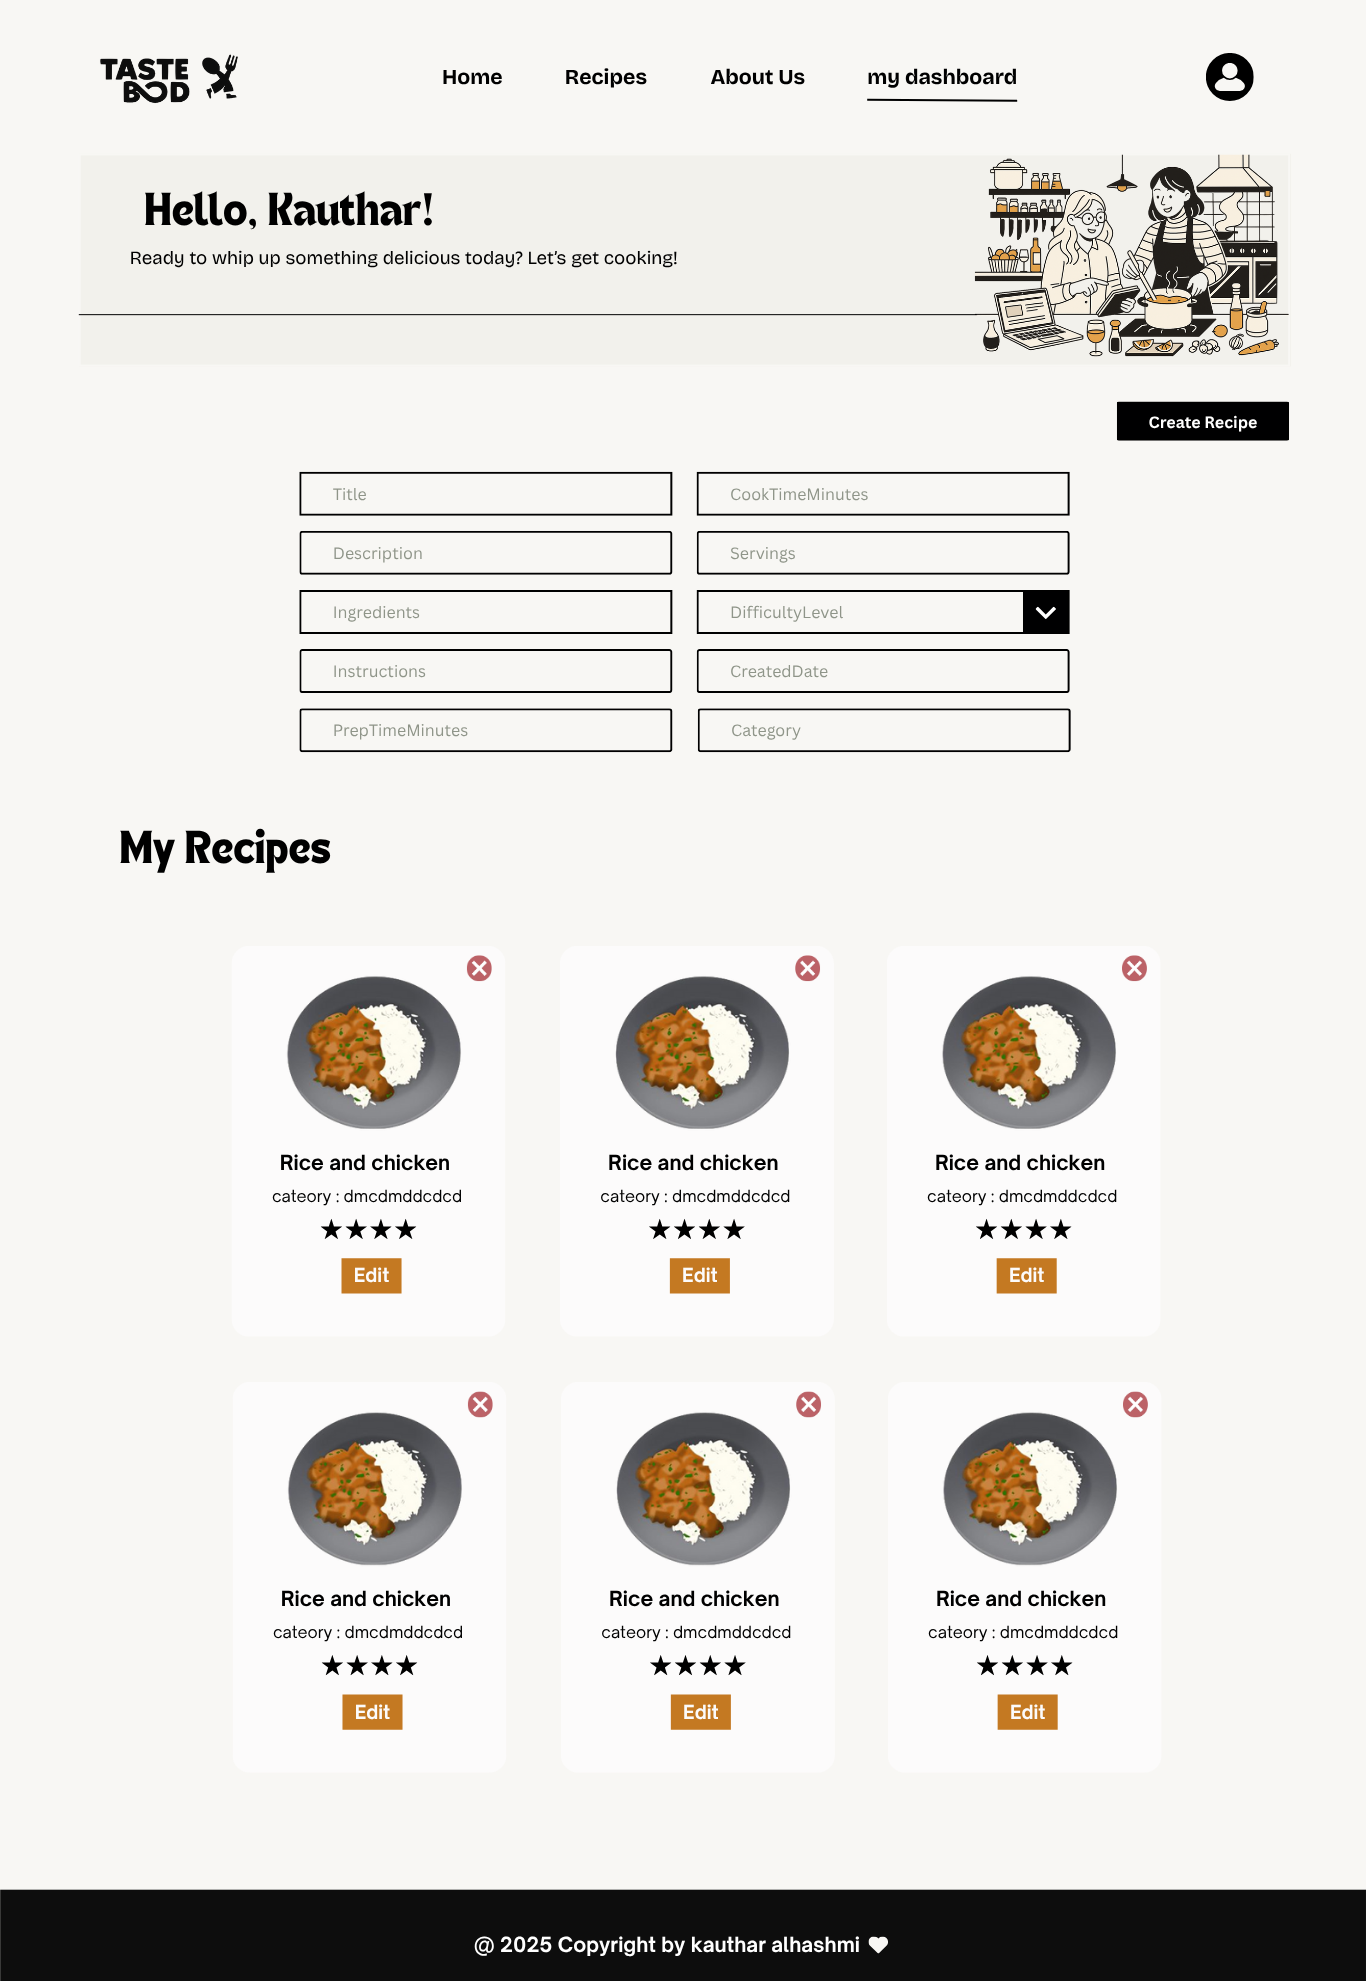 TASTE
BOD
Home
Recipes
About Us
my dashboard
Hello, Kauthar!
Ready to whip up something delicious today? Let's get cooking!
Create Recipe
Title
CookTimeMinutes
Description
Servings
Ingredients
DifficultyLevel
Instructions
CreatedDate
PrepTimeMinutes
Category
My Recipes
Rice and chicken
cateory : dmcdmddcdcd
★★★★
Edit
Rice and chicken
cateory : dmcdmddcdcd
★★★★
Edit
Rice and chicken
cateory : dmcdmddcdcd
★★★★
Edit
Rice and chicken
cateory : dmcdmddcdcd
★★★★
Edit
Rice and chicken
cateory : dmcdmddcdcd
★★★★
Edit
Rice and chicken
cateory : dmcdmddcdcd
★★★★
Edit
@ 2025 Copyright by kauthar alhashmi ♥